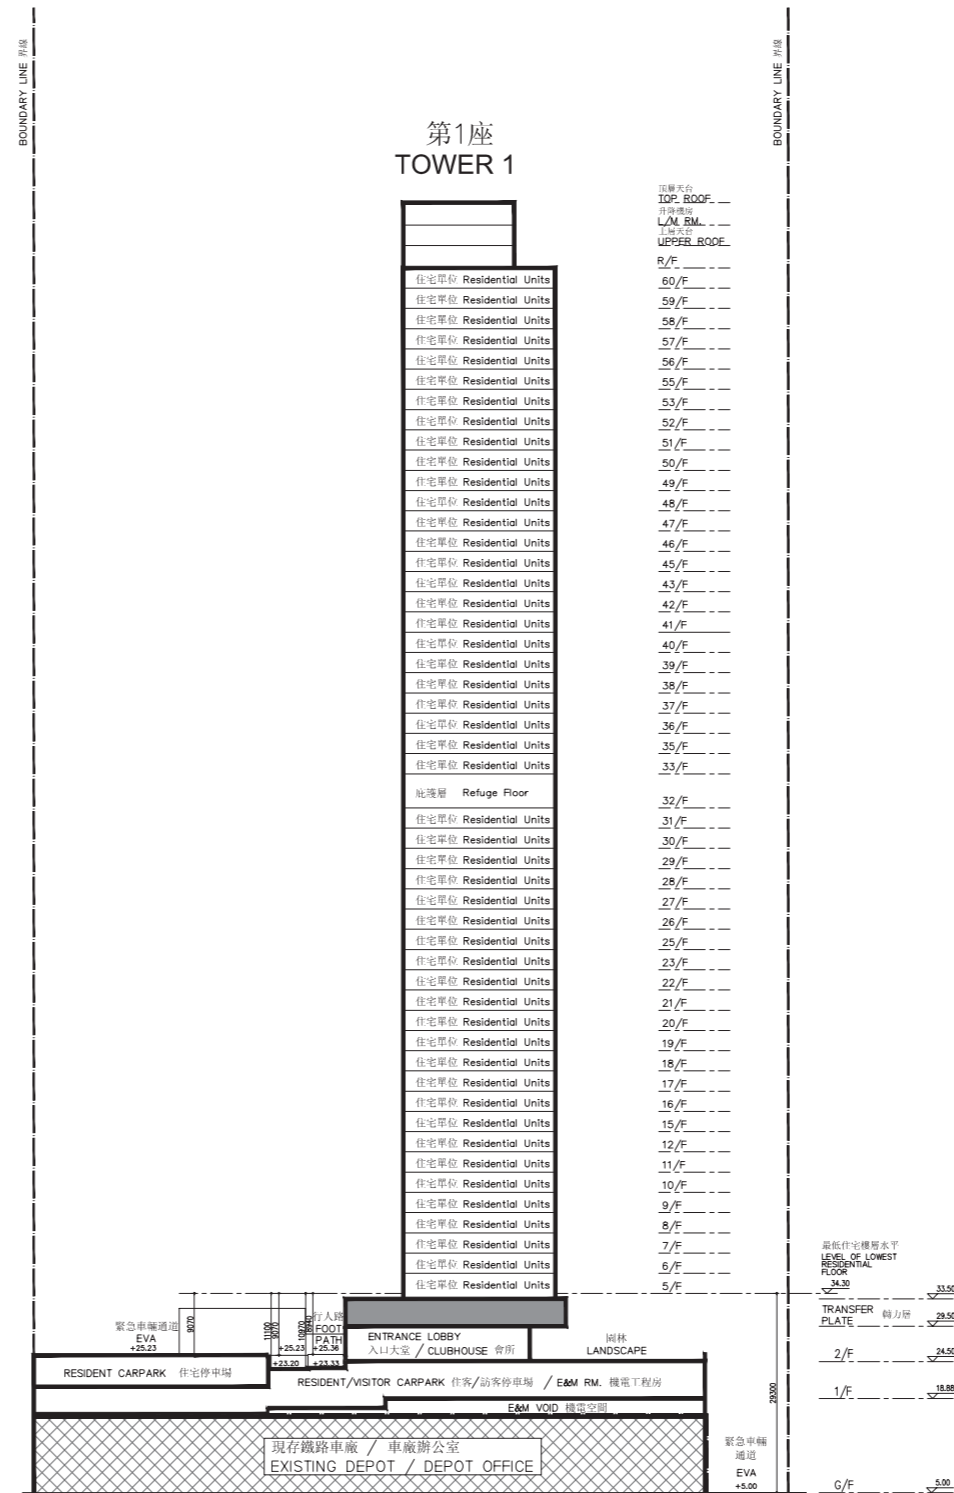 BOUNDARY LINE 界線
BOUNDARY LINE 界線
第1座
TOWER 1
頂層天台
TOP ROOF
升降機房
L/M RM.
上層天台
UPPER ROOF
R/F
住宅單位 Residential Units 60/F
住宅單位 Residential Units 59/F
住宅單位 Residential Units 58/F
住宅單位 Residential Units 57/F
住宅單位 Residential Units 56/F
住宅單位 Residential Units 55/F
住宅單位 Residential Units 53/F
住宅單位 Residential Units 52/F
住宅單位 Residential Units 51/F
住宅單位 Residential Units 50/F
住宅單位 Residential Units 49/F
住宅單位 Residential Units 48/F
住宅單位 Residential Units 47/F
住宅單位 Residential Units 46/F
住宅單位 Residential Units 45/F
住宅單位 Residential Units 43/F
住宅單位 Residential Units 42/F
住宅單位 Residential Units 41/F
住宅單位 Residential Units 40/F
住宅單位 Residential Units 39/F
住宅單位 Residential Units 38/F
住宅單位 Residential Units 37/F
住宅單位 Residential Units 36/F
住宅單位 Residential Units 35/F
住宅單位 Residential Units 33/F
庇護層 Refuge Floor 32/F
住宅單位 Residential Units 31/F
住宅單位 Residential Units 30/F
住宅單位 Residential Units 29/F
住宅單位 Residential Units 28/F
住宅單位 Residential Units 27/F
住宅單位 Residential Units 26/F
住宅單位 Residential Units 25/F
住宅單位 Residential Units 23/F
住宅單位 Residential Units 22/F
住宅單位 Residential Units 21/F
住宅單位 Residential Units 20/F
住宅單位 Residential Units 19/F
住宅單位 Residential Units 18/F
住宅單位 Residential Units 17/F
住宅單位 Residential Units 16/F
住宅單位 Residential Units 15/F
住宅單位 Residential Units 12/F
住宅單位 Residential Units 11/F
住宅單位 Residential Units 10/F
住宅單位 Residential Units 9/F
住宅單位 Residential Units 8/F
住宅單位 Residential Units 7/F
住宅單位 Residential Units 6/F
住宅單位 Residential Units 5/F
最低住宅樓層水平
LEVEL OF LOWEST
RESIDENTIAL
FLOOR
34.30
33.50
TRANSFER PLATE 轉力層
29.50
2/F 24.50
1/F 18.88
G/F 5.00
緊急車輛通道
EVA
+25.23
9070
11100
9070
10970
+25.23
行人路
FOOT
PATH
+25.36
+23.20
+23.33
ENTRANCE LOBBY
入口大堂 / CLUBHOUSE 會所
園林
LANDSCAPE
RESIDENT CARPARK 住宅停車場
RESIDENT/VISITOR CARPARK 住客/訪客停車場 / E&M RM. 機電工程房
E&M VOID 機電空間
現存鐵路車廠 / 車廠辦公室
EXISTING DEPOT / DEPOT OFFICE
29300
緊急車輛
通道
EVA
+5.00